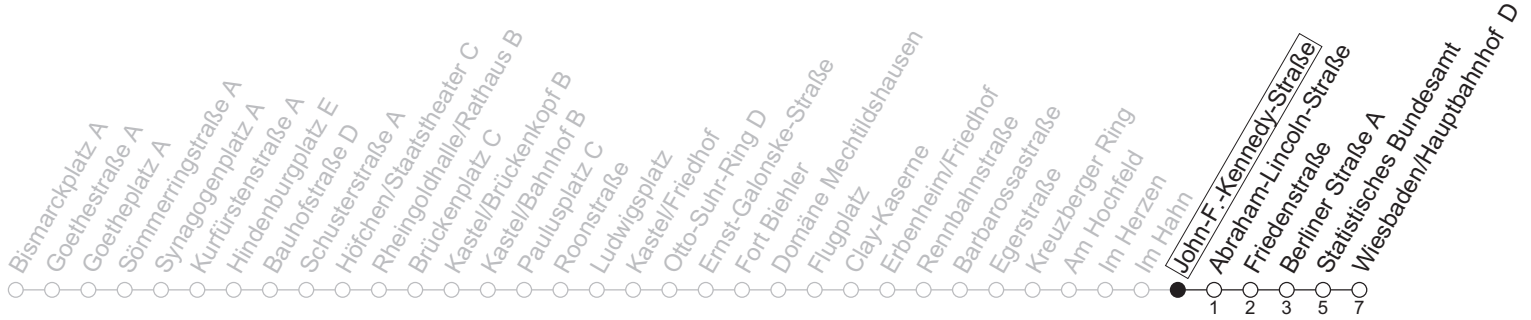 Bismarckplatz A
Goethestraße A
Goetheplatz A
Sömmerringstraße A
Synagogenplatz A
Kurfürstenstraße A
Hindenburgplatz E
Bauhofstraße D
Schusterstraße A
Höfchen/Staatstheater C
Rheingoldhalle/Rathaus B
Brückenplatz C
Kastel/Brückenkopf B
Kastel/Bahnhof B
Paulusplatz C
Roonstraße
Ludwigsplatz
Kastel/Friedhof
Otto-Suhr-Ring D
Ernst-Galonske-Straße
Fort Biehler
Domäne Mechtildshausen
Flugplatz
Clay-Kaserne
Erbenheim/Friedhof
Rennbahnstraße
Barbarossastraße
Egerstraße
Kreuzberger Ring
Am Hochfeld
Im Herzen
Im Hahn
John-F.-Kennedy-Straße
Abraham-Lincoln-Straße
Friedenstraße
Berliner Straße A
Statistisches Bundesamt
Wiesbaden/Hauptbahnhof D
1 2 3 5 7